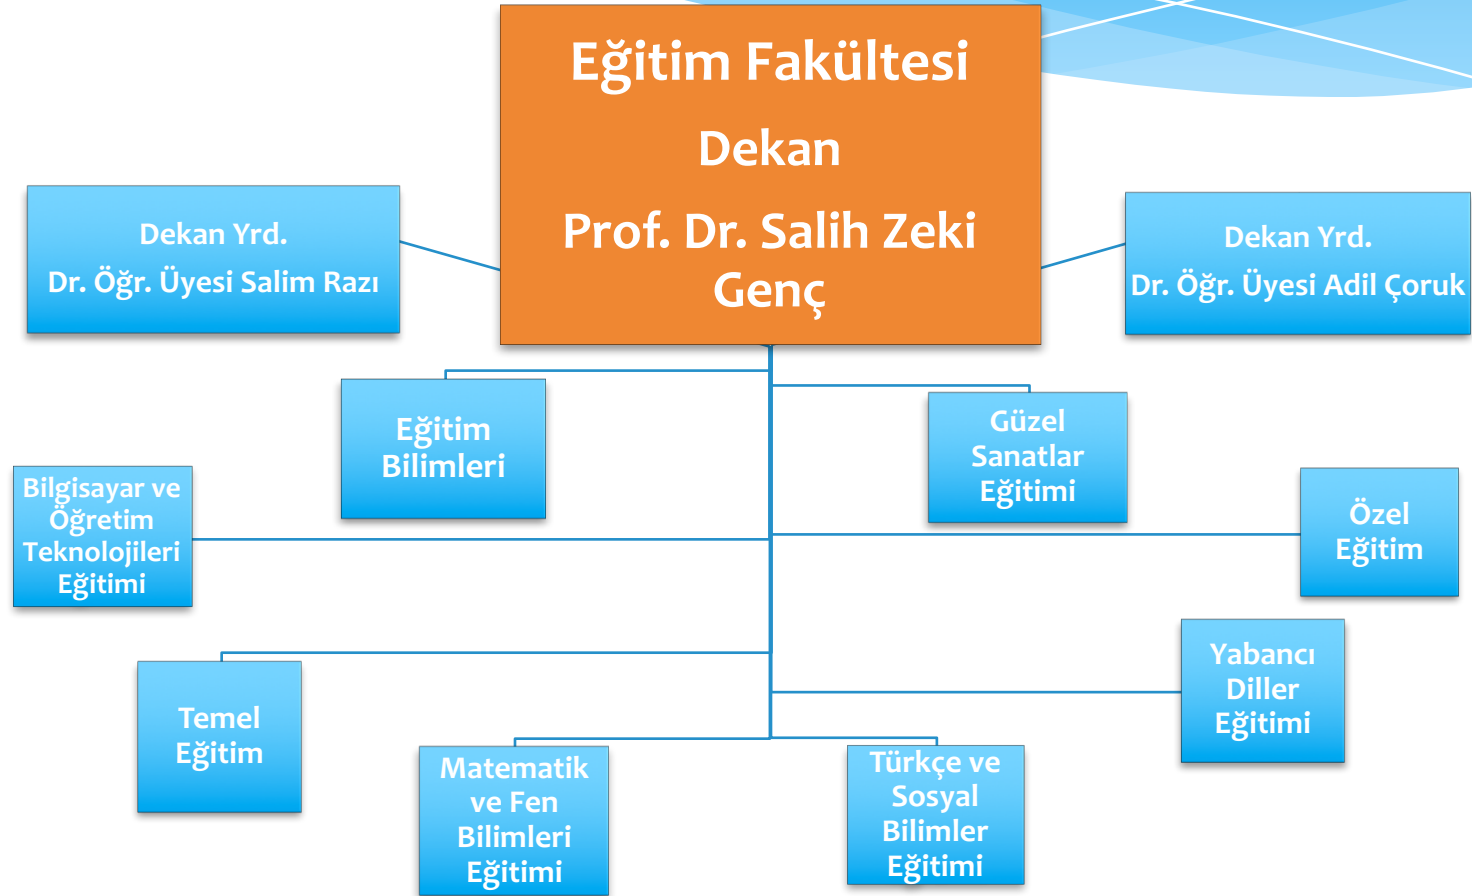 Eğitim Fakültesi
Dekan
Prof. Dr. Salih Zeki
Genç
Dekan Yrd.
Dr. Öğr. Üyesi Salim Razı
Dekan Yrd.
Dr. Öğr. Üyesi Adil Çoruk
Eğitim
Bilimleri
Güzel
Sanatlar
Eğitimi
Bilgisayar ve
Öğretim
Teknolojileri
Eğitimi
Özel
Eğitim
Temel
Eğitim
Yabancı
Diller
Eğitimi
Matematik
ve Fen
Bilimleri
Eğitimi
Türkçe ve
Sosyal
Bilimler
Eğitimi